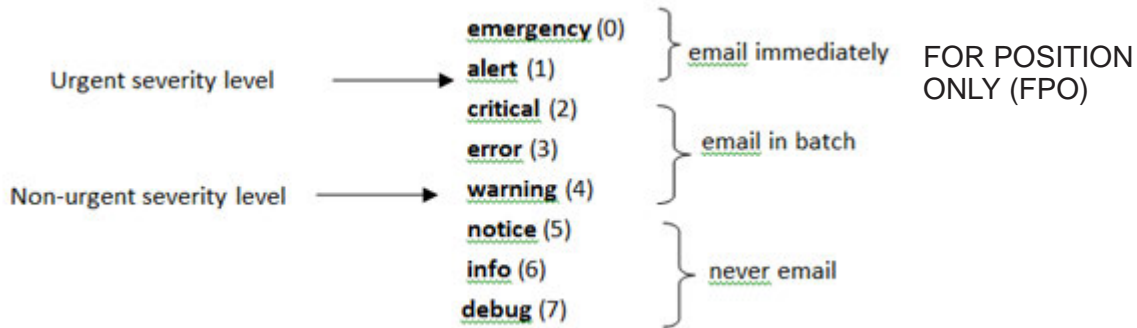 emergency (0)
email immediately
FOR POSITION
ONLY (FPO)
Urgent severity level
alert (1)
critical (2)
error (3)
email in batch
Non-urgent severity level
warning (4)
notice (5)
info (6)
never email
debug (7)